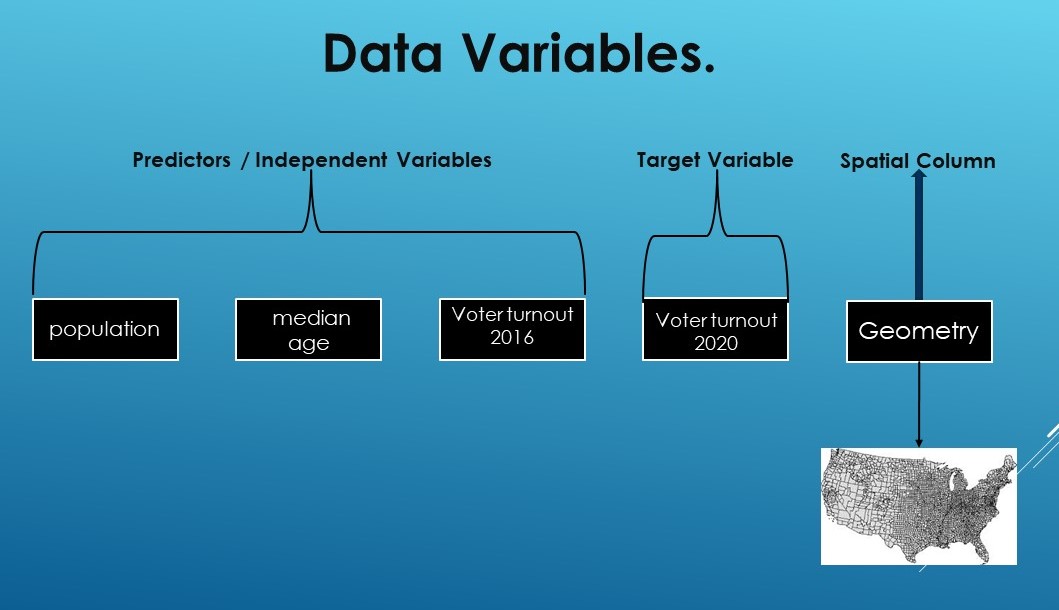 Data Variables.
Predictors / Independent Variables
Target Variable
Spatial Column
population
median
age
Voter turnout
2016
Voter turnout
2020
Geometry